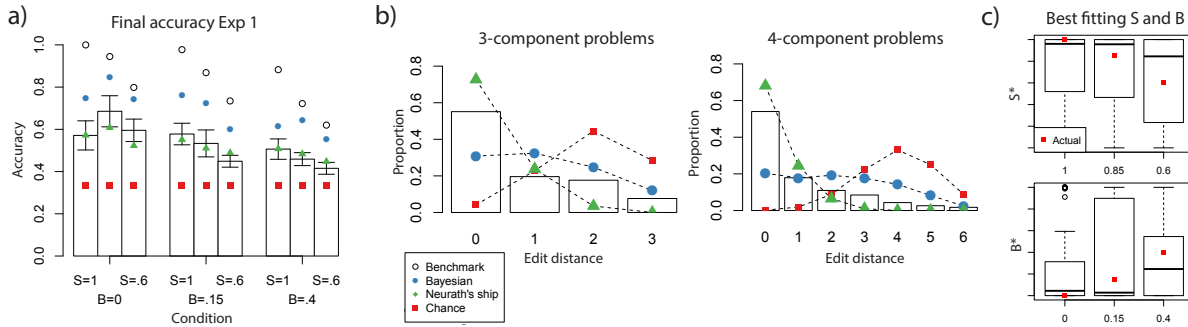 a)
Final accuracy Exp 1
Accuracy
0.0 0.2 0.4 0.6 0.8 1.0
S=1 S=.6 S=1 S=.6 S=1 S=.6
B=0 B=.15 B=.4
Condition
b)
3-component problems
Proportion
0.0 0.2 0.4 0.6 0.8
0 1 2 3
Edit distance
Benchmark
Bayesian
Neurath's ship
Chance
4-component problems
Proportion
0.0 0.2 0.4 0.6 0.8
0 1 2 3 4 5 6
Edit distance
c)
Best fitting S and B
S*
Actual
1 0.85 0.6
B*
0 0.15 0.4